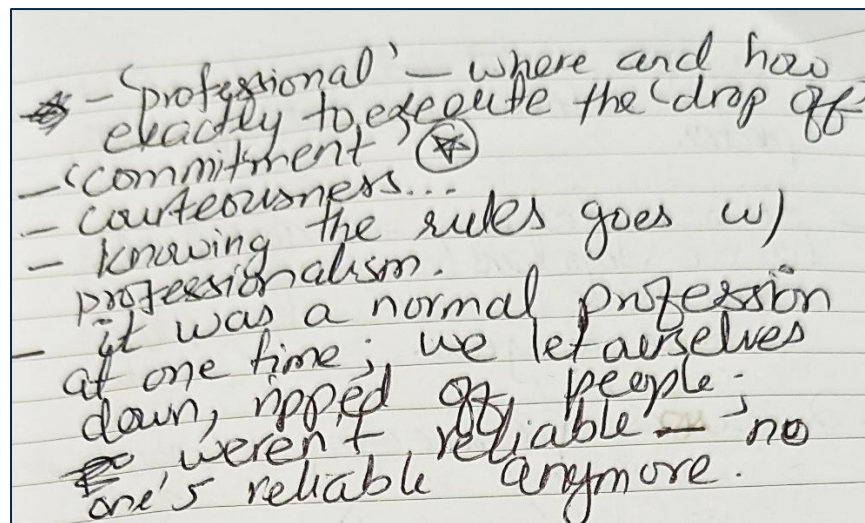 - 'professional' — where and how
exactly to execute the 'drop off'
- 'commitment'
- courteousness...
- knowing the rules goes w/
professionalism.
- it was a normal profession
at one time; we let ourselves
down, ripped off people;
weren't reliable — no
one's reliable anymore.